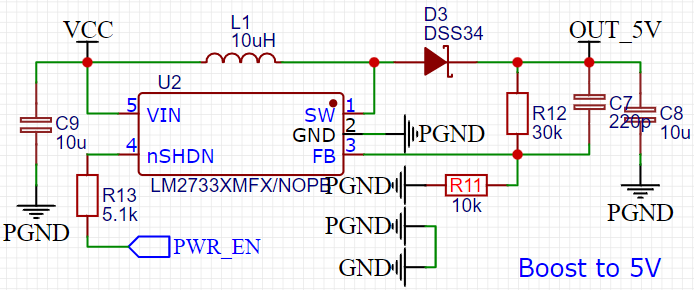 VCC
L1
10uH
D3
DSS34
OUT_5V
U2
5
VIN
SW
1
GND
2
PGND
4
nSHDN
FB
3
LM2733XMFX/NOPB
C9
10u
PGND
R13
5.1k
PWR_EN
R12
30k
C7
220p
C8
10u
PGND
PGND
R11
10k
PGND
GND
Boost to 5V